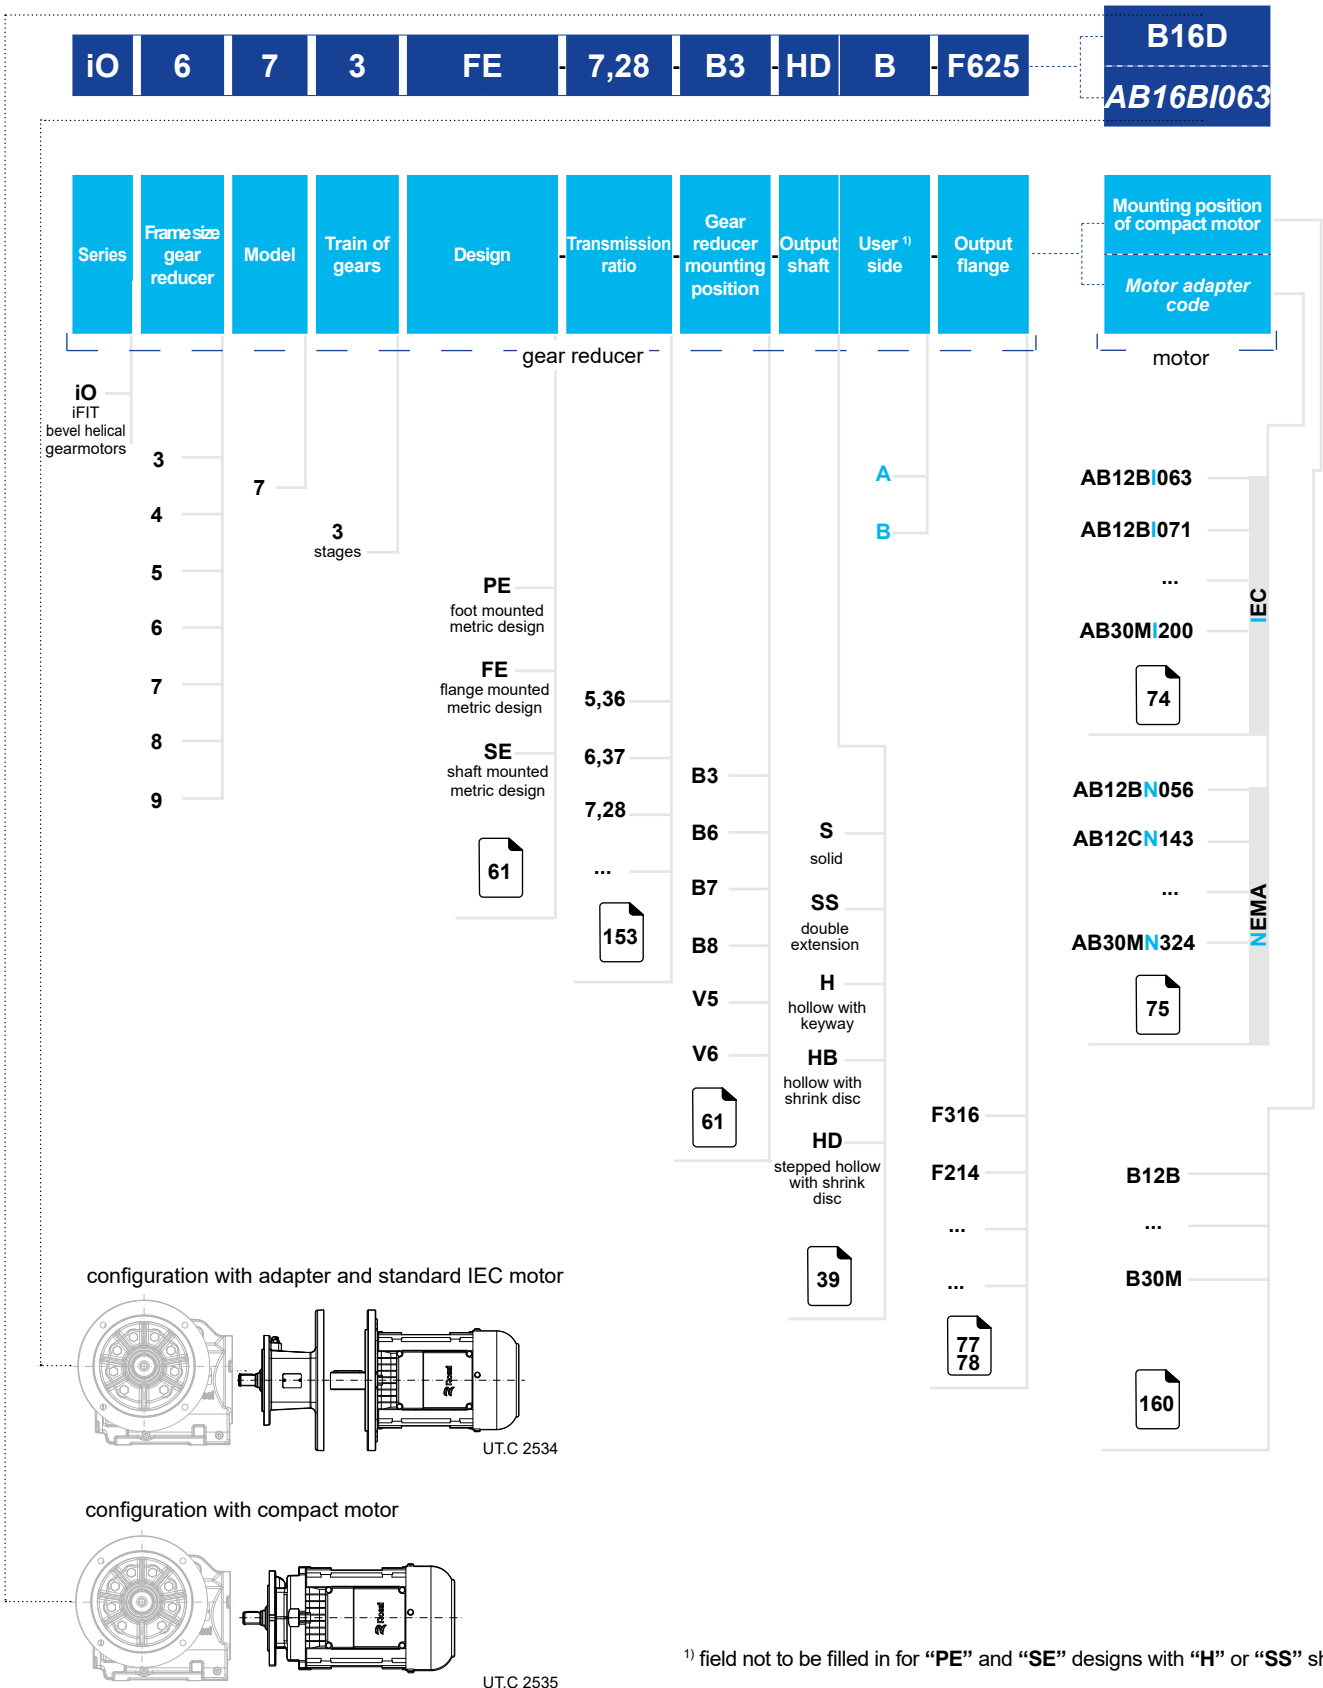 iO 6 7 3 FE - 7,28 - B3 - HD B - F625
B16D
AB16BI063
Series
Frame size gear reducer
Model
Train of gears
Design
-
Transmission ratio
-
Gear reducer mounting position
-
Output shaft
User 1) side
-
Output flange
Mounting position of compact motor
Motor adapter code
gear reducer
motor
iO
iFIT
bevel helical
gearmotors
3
4
5
6
7
8
9
7
3
stages
PE
foot mounted
metric design
FE
flange mounted
metric design
SE
shaft mounted
metric design
61
5,36
6,37
7,28
...
153
B3
B6
B7
B8
V5
V6
61
S
solid
SS
double
extension
H
hollow with
keyway
HB
hollow with
shrink disc
HD
stepped hollow
with shrink
disc
39
A
B
F316
F214
...
...
77
78
AB12BI063
AB12BI071
...
AB30MI200
74
IEC
AB12BN056
AB12CN143
...
AB30MN324
75
NEMA
B12B
...
B30M
160
configuration with adapter and standard IEC motor
Rossi
UT.C 2534
configuration with compact motor
Rossi
UT.C 2535
1) field not to be filled in for “PE” and “SE” designs with “H” or “SS”